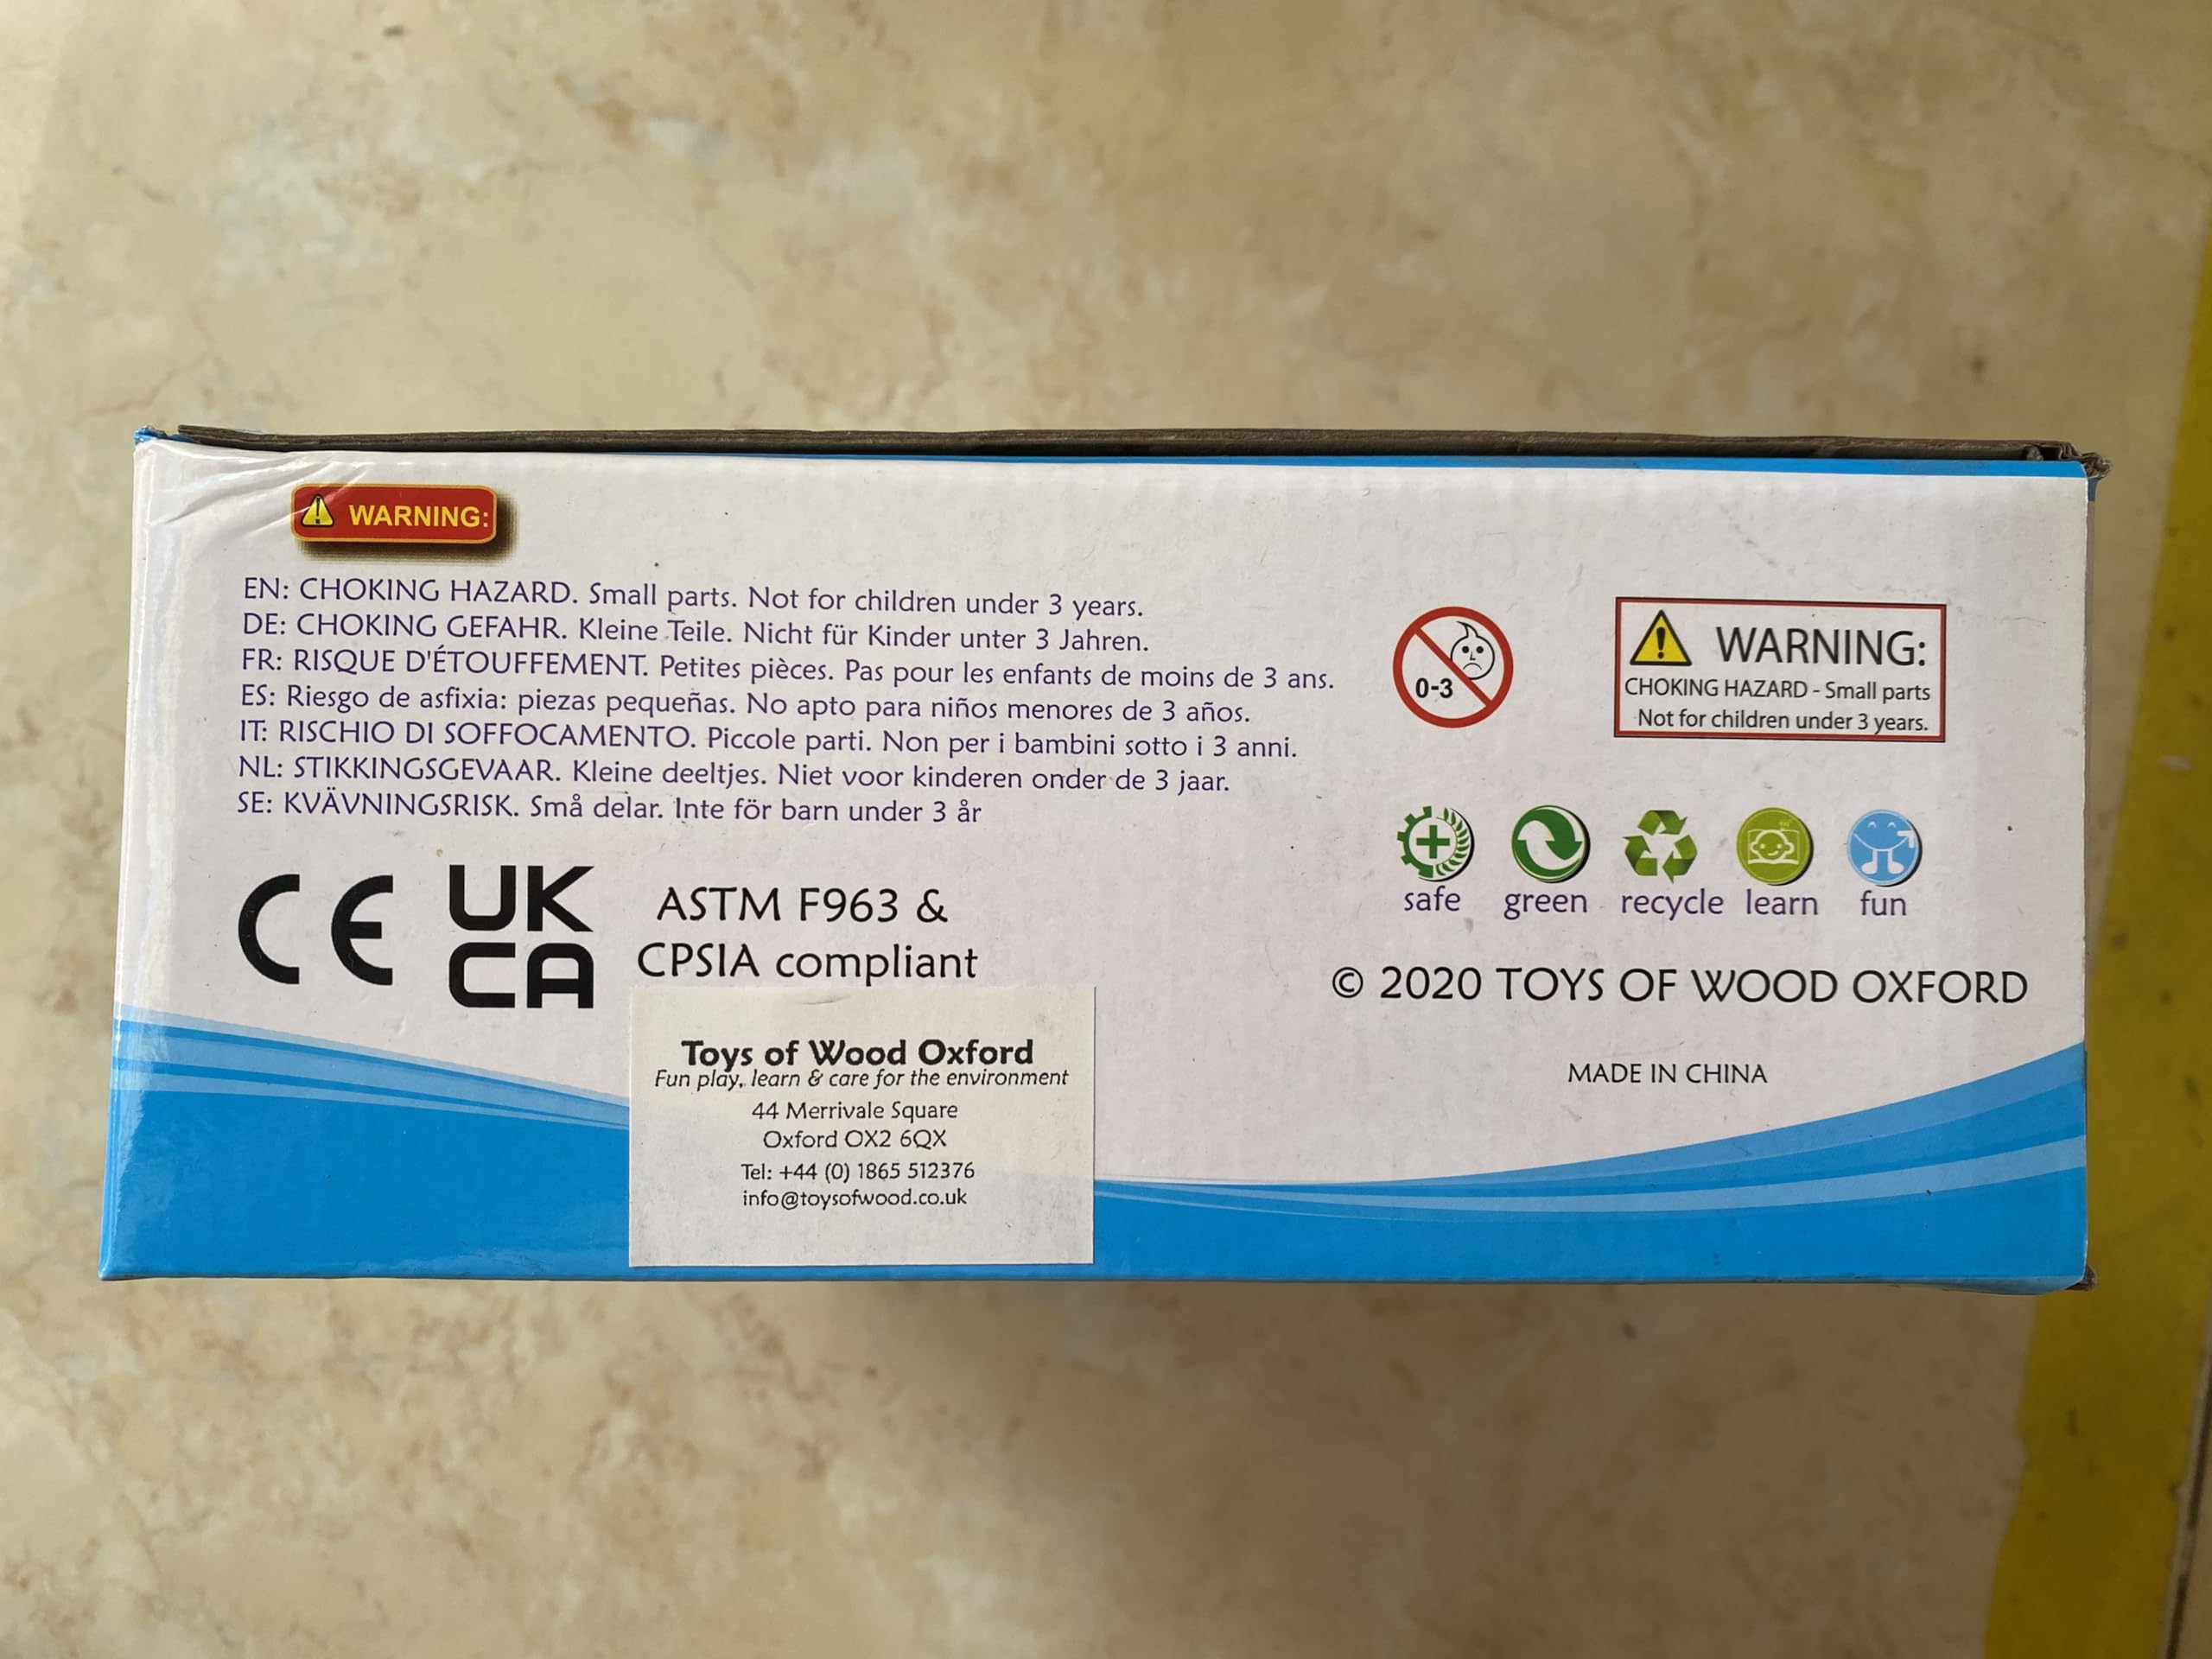 WARNING:
EN: CHOKING HAZARD. Small parts. Not for children under 3 years.
DE: CHOKING GEFAHR. Kleine Teile. Nicht für Kinder unter 3 Jahren.
FR: RISQUE D'ÉTOUFFEMENT. Petites pièces. Pas pour les enfants de moins de 3 ans.
ES: Riesgo de asfixia: piezas pequeñas. No apto para niños menores de 3 años.
IT: RISCHIO DI SOFFOCAMENTO. Piccole parti. Non per i bambini sotto i 3 anni.
NL: STIKKINGSGEVAAR. Kleine deeltjes. Niet voor kinderen onder de 3 jaar.
SE: KVÄVNINGSRISK. Små delar. Inte för barn under 3 år
CE
UK
CA
ASTM F963 &
CPSIA compliant
Toys of Wood Oxford
Fun play, learn & care for the environment
44 Merrivale Square
Oxford OX2 6QX
Tel: +44 (0) 1865 512376
info@toysofwood.co.uk
0-3
WARNING:
CHOKING HAZARD - Small parts
Not for children under 3 years.
safe green recycle learn fun
© 2020 TOYS OF WOOD OXFORD
MADE IN CHINA